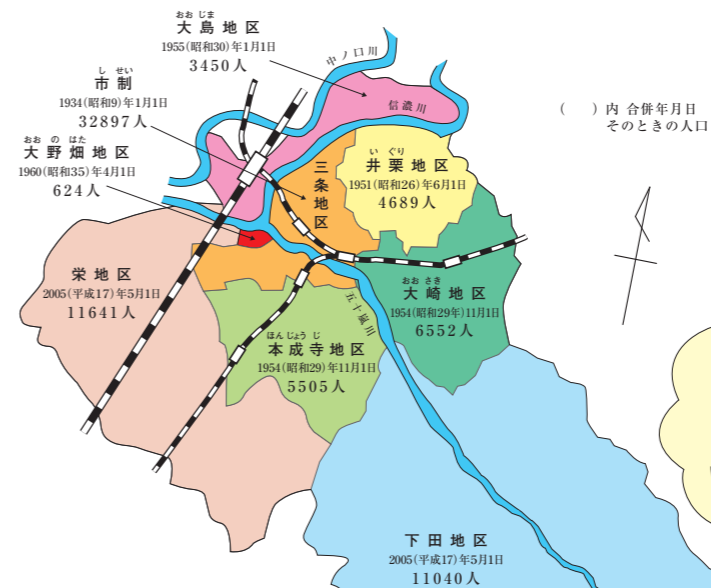 おおじま
大島地区
1955(昭和30)年1月1日
3450人
中ノ口川
信濃川
しせい
市制
1934(昭和9)年1月1日
32897人
( )内 合併年月日
そのときの人口
おおのはた
大野畑地区
1960(昭和35)年4月1日
624人
三条地区
いぐり
井栗地区
1951(昭和26)年6月1日
4689人
栄地区
2005(平成17)年5月1日
11641人
おおさき
大崎地区
1954(昭和29年)11月1日
6552人
五十嵐川
ほんじょうじ
本成寺地区
1954(昭和29)年11月1日
5505人
下田地区
2005(平成17)年5月1日
11040人